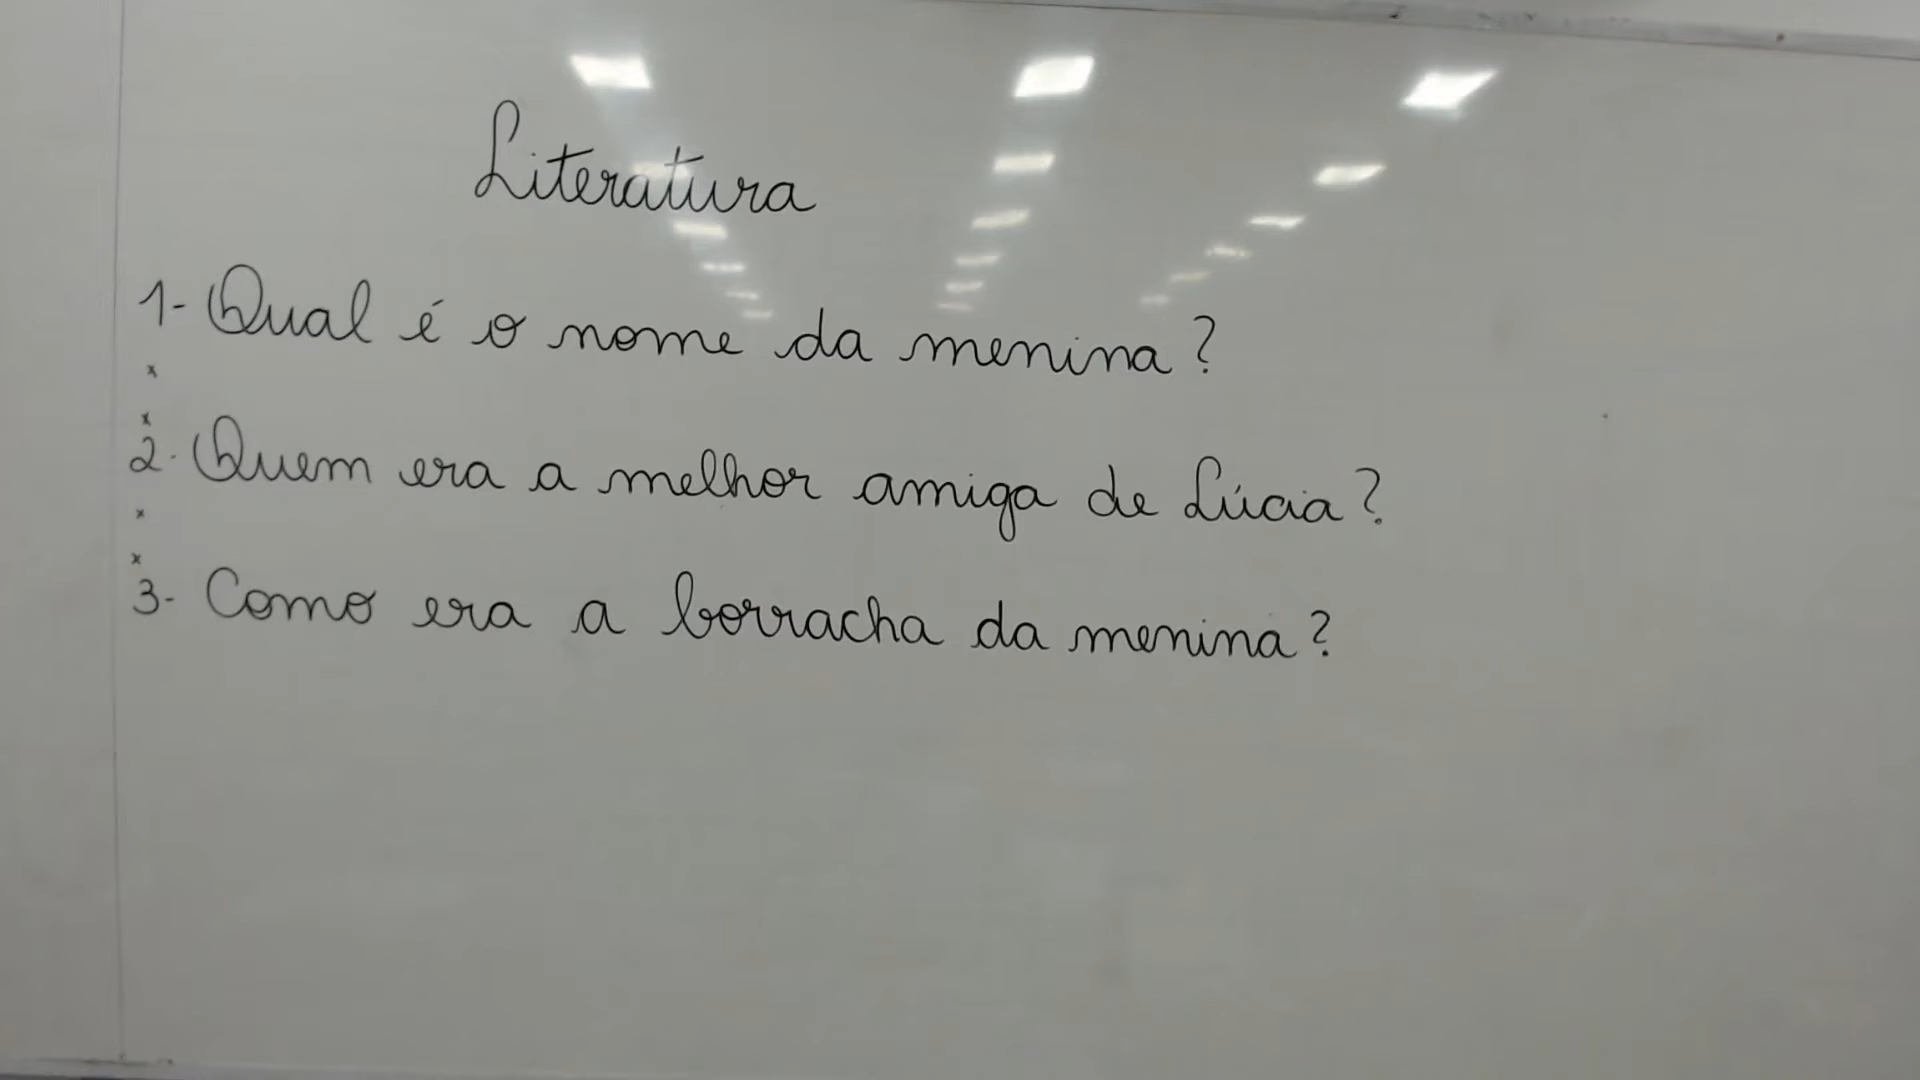 Literatura
1- Qual é o nome da menina?
x
x
2- Quem era a melhor amiga de Lúcia?
x
x
3- Como era a borracha da menina?